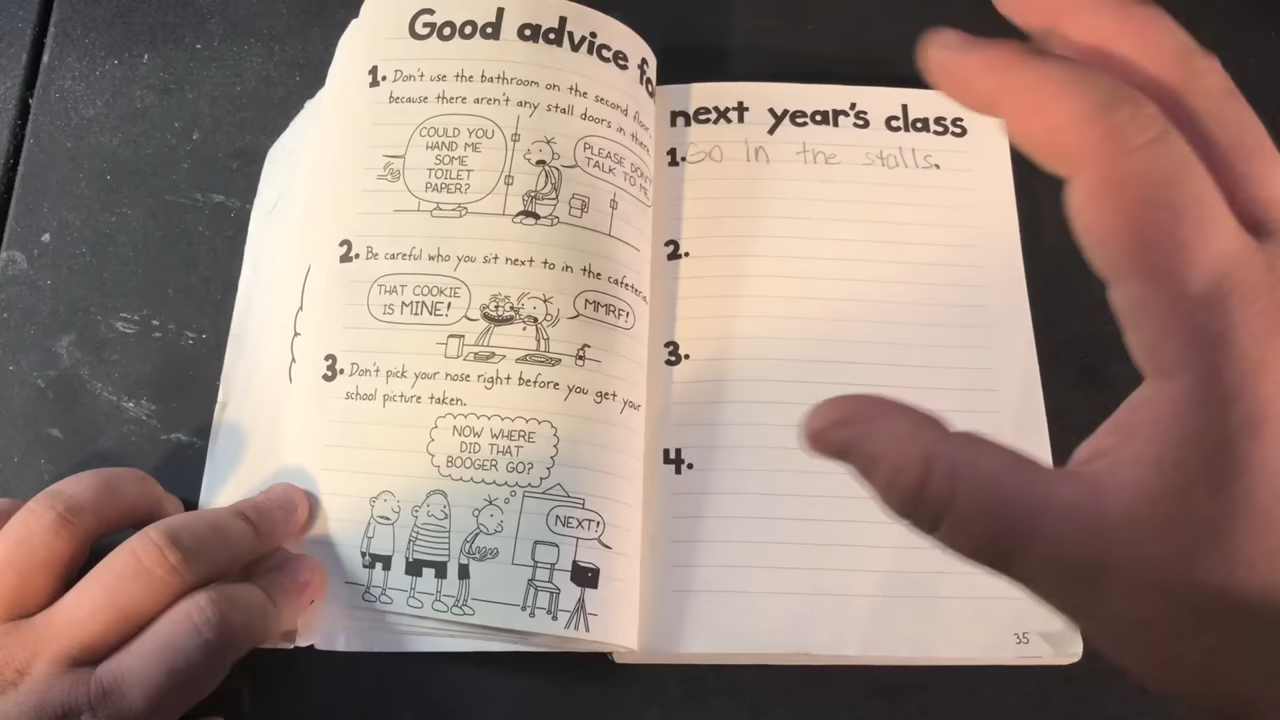 Good advice fo
1. Don't use the bathroom on the second floor,
because there aren't any stall doors in there.
COULD YOU
HAND ME
SOME
TOILET
PAPER?
PLEASE DON'T
TALK TO ME
2. Be careful who you sit next to in the cafeteria.
THAT COOKIE
IS MINE!
MMRF!
3. Don't pick your nose right before you get your
school picture taken.
NOW WHERE
DID THAT
BOOGER GO?
NEXT!
next year's class
1. Go in the stalls.
2.
3.
4.
35